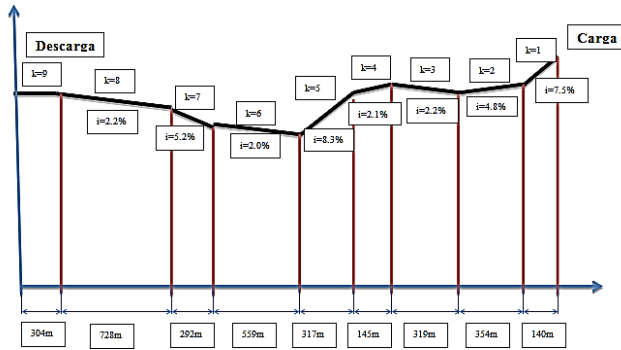 Descarga
Carga
k=9
k=8
k=7
k=6
k=5
k=4
k=3
k=2
k=1
i=2.2%
i=5.2%
i=2.0%
i=8.3%
i=2.1%
i=2.2%
i=4.8%
i=7.5%
304m
728m
292m
559m
317m
145m
319m
354m
140m